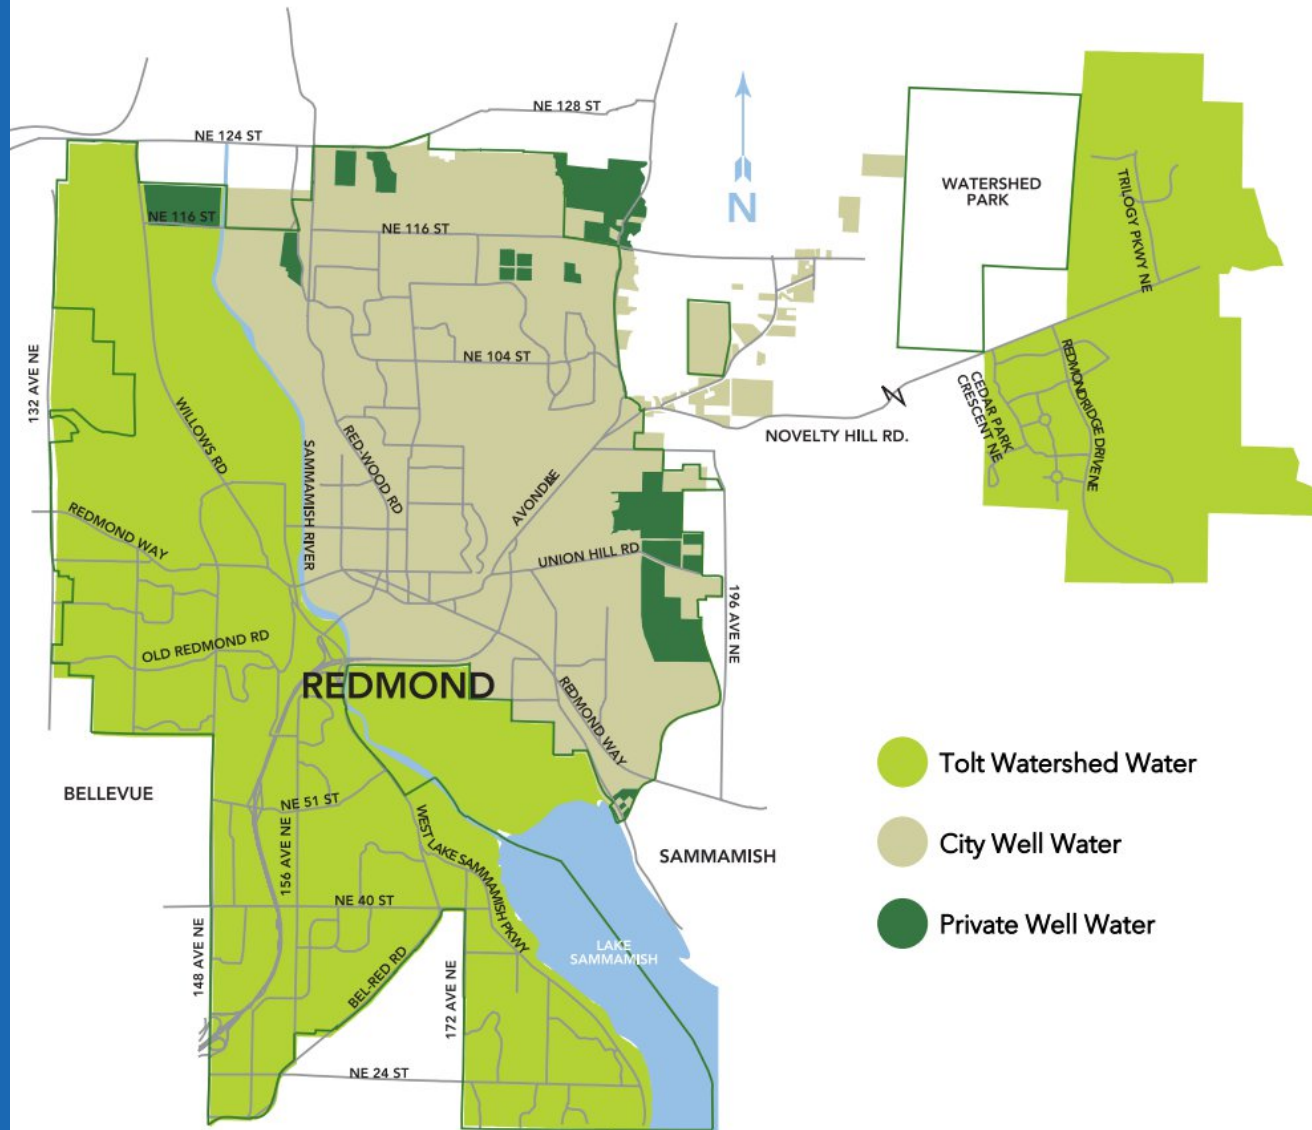 NE 128 ST
NE 124 ST
WATERSHED
PARK
TRILOGY PKWY NE
N
NE 116 ST
NE 116 ST
NE 104 ST
132 AVE NE
WILLOWS RD
RED-WOOD RD
SAMMAMISH RIVER
REDMONDRIDGE DRIVE NE
CEDAR PARK
CRESCENT NE
NOVELTY HILL RD.
REDMOND WAY
UNION HILL RD
196 AVE NE
OLD REDMOND RD
REDMOND
REDMOND WAY
Tolt Watershed Water
BELLEVUE
NE 51 ST
156 AVE NE
WEST LAKE SAMMAMISH PKWY
City Well Water
SAMMAMISH
NE 40 ST
Private Well Water
148 AVE NE
BEL-RED RD
172 AVE NE
LAKE
SAMMAMISH
NE 24 ST